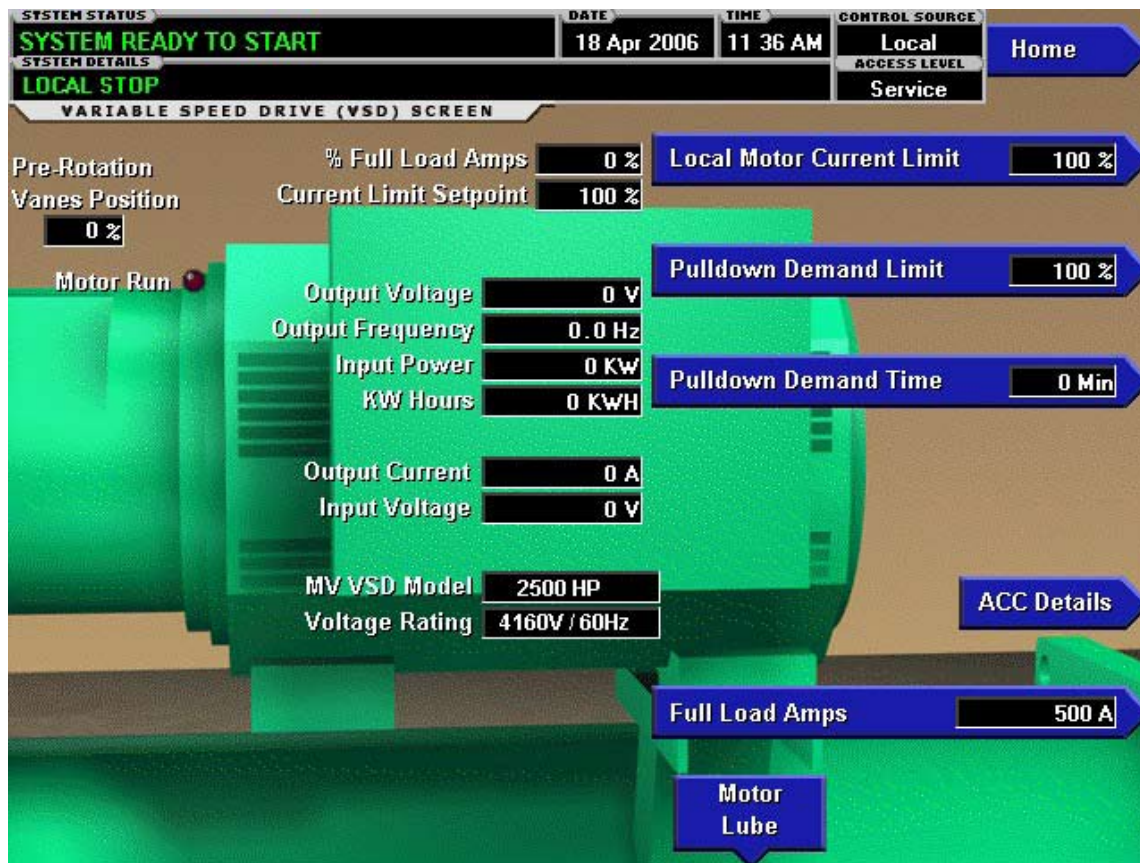 SYSTEM STATUS
SYSTEM READY TO START
DATE
18 Apr 2006
TIME
11 36 AM
CONTROL SOURCE
Local
Home
SYSTEM DETAILS
LOCAL STOP
ACCESS LEVEL
Service
VARIABLE SPEED DRIVE (VSD) SCREEN
Pre-Rotation
Vanes Position
0 %
Motor Run
% Full Load Amps 0 %
Current Limit Setpoint 100 %
Output Voltage 0 V
Output Frequency 0.0 Hz
Input Power 0 KW
KW Hours 0 KWH
Output Current 0 A
Input Voltage 0 V
MV VSD Model 2500 HP
Voltage Rating 4160V / 60Hz
Local Motor Current Limit 100 %
Pulldown Demand Limit 100 %
Pulldown Demand Time 0 Min
ACC Details
Full Load Amps 500 A
Motor
Lube